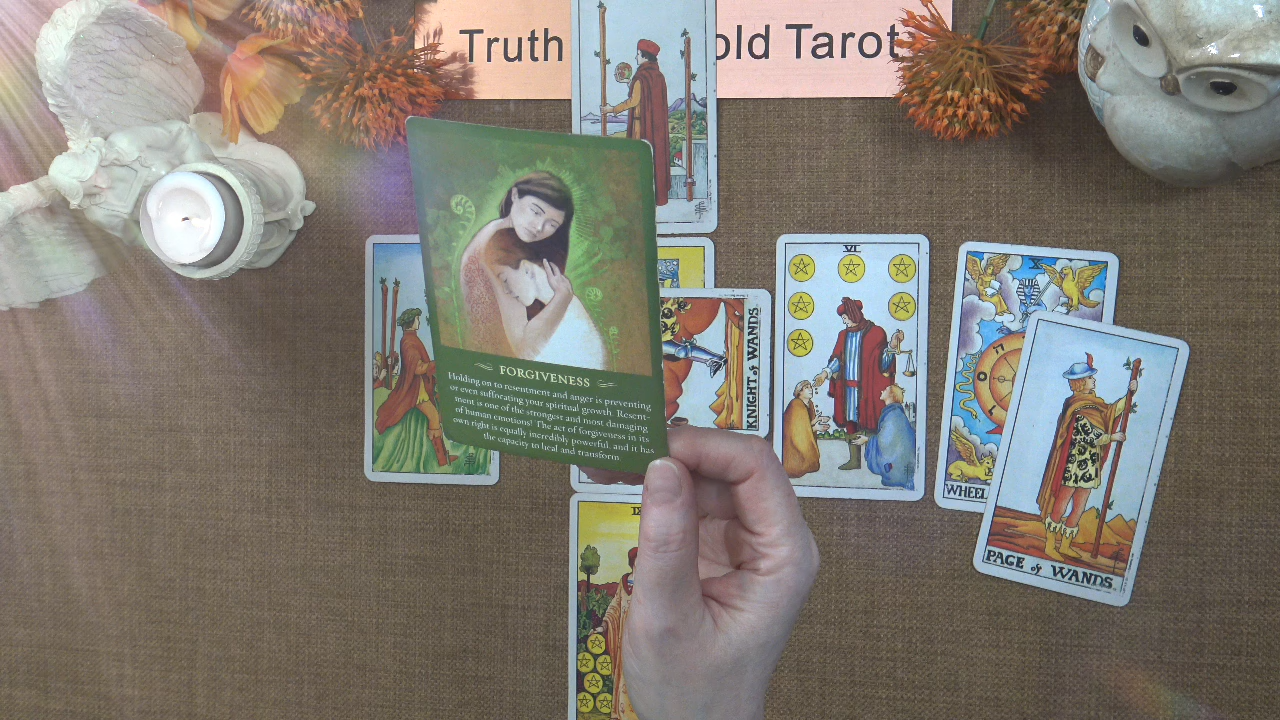 Truth old Tarot
FORGIVENESS
Holding on to resentment and anger is preventing
or even suffocating your spiritual growth. Resent-
ment is one of the strongest and most damaging
of human emotions! The act of forgiveness in its
own right is equally incredibly powerful, and it has
the capacity to heal and transform.
KNIGHT of WANDS
VI
X
WHEEL
PAGE of WANDS